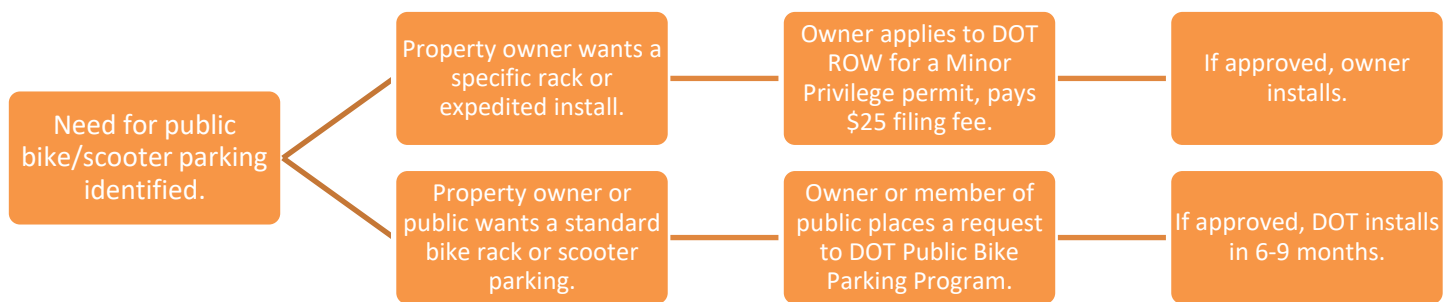 Need for public
bike/scooter parking
identified.
Property owner wants a
specific rack or
expedited install.
Owner applies to DOT
ROW for a Minor
Privilege permit, pays
$25 filing fee.
If approved, owner
installs.
Property owner or
public wants a standard
bike rack or scooter
parking.
Owner or member of
public places a request
to DOT Public Bike
Parking Program.
If approved, DOT installs
in 6-9 months.